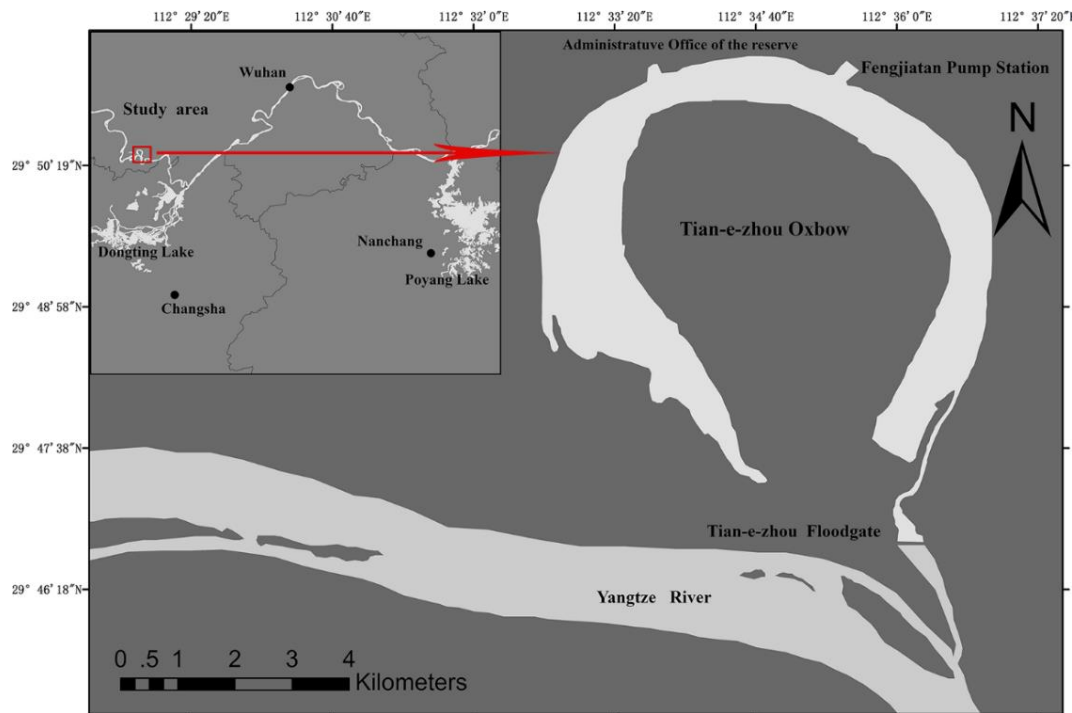 112° 29′20″E
112° 30′40″E
112° 32′0″E
112° 33′20″E
112° 34′40″E
112° 36′0″E
112° 37′20″E
Administratuve Office of the reserve
Fengjiatan Pump Station
Wuhan
Study area
N
29° 50′19″N
Tian-e-zhou Oxbow
Nanchang
Dongting Lake
Poyang Lake
Changsha
29° 48′58″N
29° 47′38″N
Tian-e-zhou Floodgate
29° 46′18″N
Yangtze River
0 .5 1 2 3 4
Kilometers